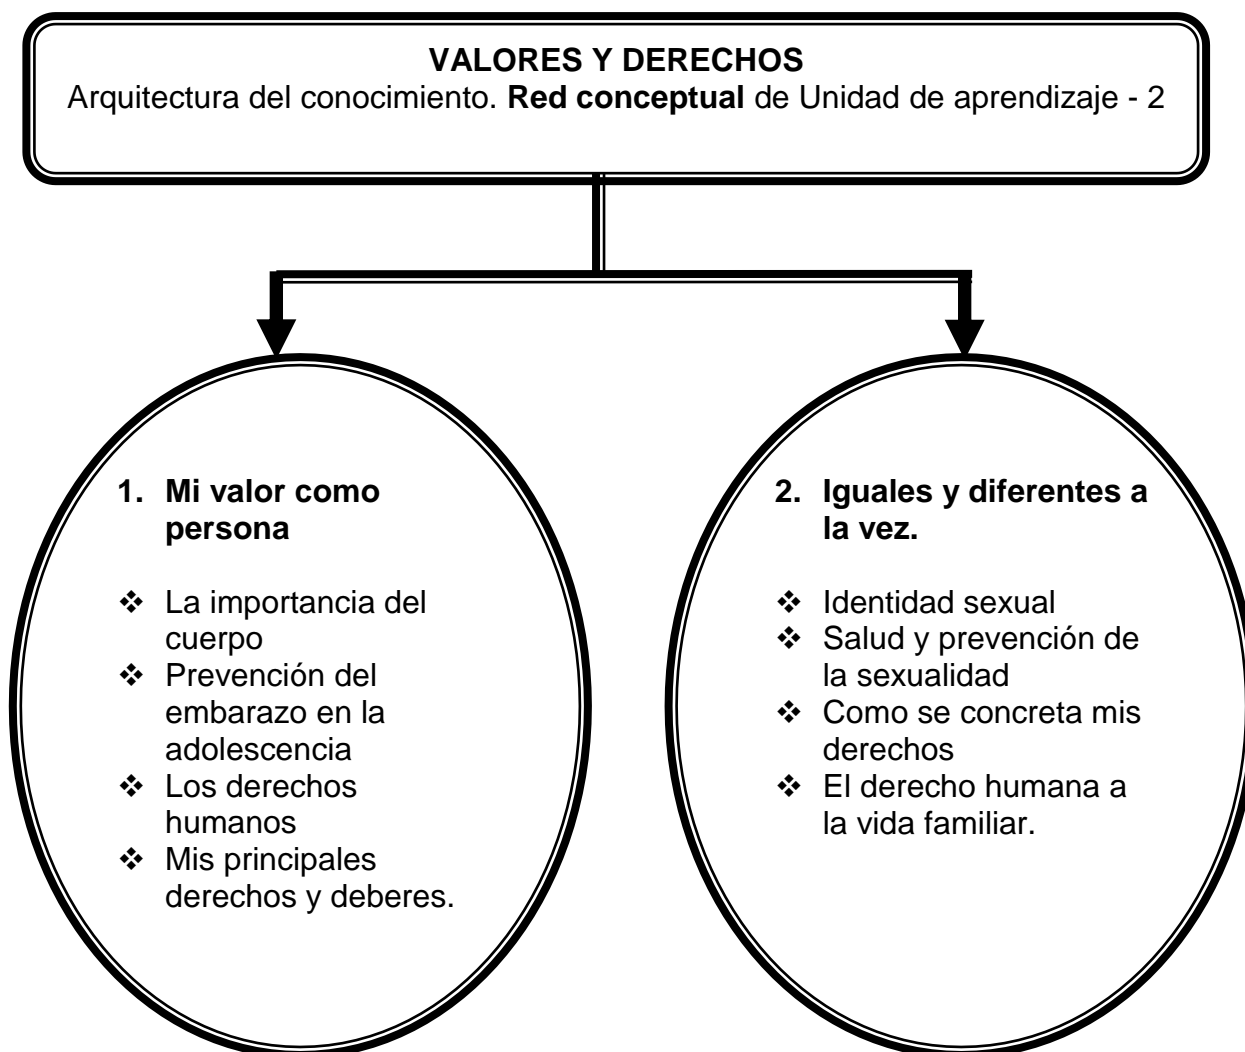 VALORES Y DERECHOS
Arquitectura del conocimiento. Red conceptual de Unidad de aprendizaje - 2
1. Mi valor como
persona
❖ La importancia del
cuerpo
❖ Prevención del
embarazo en la
adolescencia
❖ Los derechos
humanos
❖ Mis principales
derechos y deberes.
2. Iguales y diferentes a
la vez.
❖ Identidad sexual
❖ Salud y prevención de
la sexualidad
❖ Como se concreta mis
derechos
❖ El derecho humana a
la vida familiar.